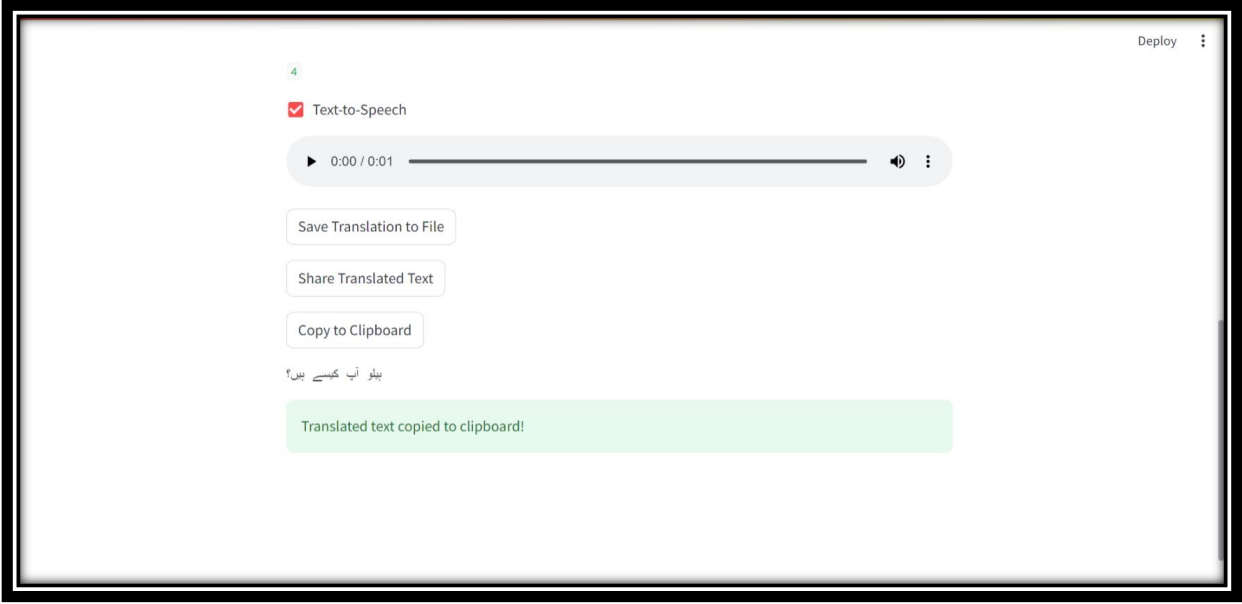 Deploy
4
Text-to-Speech
0:00 / 0:01
Save Translation to File
Share Translated Text
Copy to Clipboard
ہیلو آپ کیسے ہیں؟
Translated text copied to clipboard!